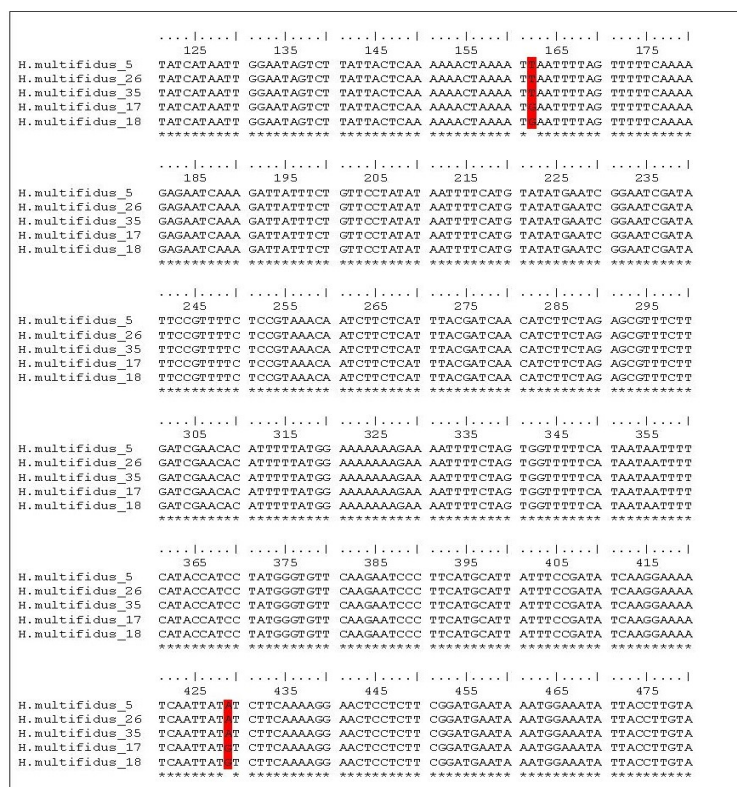 ....|....| ....|....| ....|....| ....|....| ....|....| ....|....|
125 135 145 155 165 175
H.multifidus_5 TATCATAATT GGAATAGTCT TATTACTCAA AAAACTAAAA TTAATTTTAG TTTTTCAAAA
H.multifidus_26 TATCATAATT GGAATAGTCT TATTACTCAA AAAACTAAAA TTAATTTTAG TTTTTCAAAA
H.multifidus_35 TATCATAATT GGAATAGTCT TATTACTCAA AAAACTAAAA TTAATTTTAG TTTTTCAAAA
H.multifidus_17 TATCATAATT GGAATAGTCT TATTACTCAA AAAACTAAAA TGAATTTTAG TTTTTCAAAA
H.multifidus_18 TATCATAATT GGAATAGTCT TATTACTCAA AAAACTAAAA TGAATTTTAG TTTTTCAAAA
********** ********** ********** ********** * ******** **********
....|....| ....|....| ....|....| ....|....| ....|....| ....|....|
185 195 205 215 225 235
H.multifidus_5 GAGAATCAAA GATTATTTCT GTTCCTATAT AATTTTCATG TATATGAATC GGAATCGATA
H.multifidus_26 GAGAATCAAA GATTATTTCT GTTCCTATAT AATTTTCATG TATATGAATC GGAATCGATA
H.multifidus_35 GAGAATCAAA GATTATTTCT GTTCCTATAT AATTTTCATG TATATGAATC GGAATCGATA
H.multifidus_17 GAGAATCAAA GATTATTTCT GTTCCTATAT AATTTTCATG TATATGAATC GGAATCGATA
H.multifidus_18 GAGAATCAAA GATTATTTCT GTTCCTATAT AATTTTCATG TATATGAATC GGAATCGATA
********** ********** ********** ********** ********** **********
....|....| ....|....| ....|....| ....|....| ....|....| ....|....|
245 255 265 275 285 295
H.multifidus_5 TTCCGTTTTC TCCGTAAACA ATCTTCTCAT TTACGATCAA CATCTTCTAG AGCGTTTCTT
H.multifidus_26 TTCCGTTTTC TCCGTAAACA ATCTTCTCAT TTACGATCAA CATCTTCTAG AGCGTTTCTT
H.multifidus_35 TTCCGTTTTC TCCGTAAACA ATCTTCTCAT TTACGATCAA CATCTTCTAG AGCGTTTCTT
H.multifidus_17 TTCCGTTTTC TCCGTAAACA ATCTTCTCAT TTACGATCAA CATCTTCTAG AGCGTTTCTT
H.multifidus_18 TTCCGTTTTC TCCGTAAACA ATCTTCTCAT TTACGATCAA CATCTTCTAG AGCGTTTCTT
********** ********** ********** ********** ********** **********
....|....| ....|....| ....|....| ....|....| ....|....| ....|....|
305 315 325 335 345 355
H.multifidus_5 GATCGAACAC ATTTTTATGG AAAAAAAGAA AATTTTCTAG TGGTTTTTCA TAATAATTTT
H.multifidus_26 GATCGAACAC ATTTTTATGG AAAAAAAGAA AATTTTCTAG TGGTTTTTCA TAATAATTTT
H.multifidus_35 GATCGAACAC ATTTTTATGG AAAAAAAGAA AATTTTCTAG TGGTTTTTCA TAATAATTTT
H.multifidus_17 GATCGAACAC ATTTTTATGG AAAAAAAGAA AATTTTCTAG TGGTTTTTCA TAATAATTTT
H.multifidus_18 GATCGAACAC ATTTTTATGG AAAAAAAGAA AATTTTCTAG TGGTTTTTCA TAATAATTTT
********** ********** ********** ********** ********** **********
....|....| ....|....| ....|....| ....|....| ....|....| ....|....|
365 375 385 395 405 415
H.multifidus_5 CATACCATCC TATGGGTGTT CAAGAATCCC TTCATGCATT ATTTCCGATA TCAAGGAAAA
H.multifidus_26 CATACCATCC TATGGGTGTT CAAGAATCCC TTCATGCATT ATTTCCGATA TCAAGGAAAA
H.multifidus_35 CATACCATCC TATGGGTGTT CAAGAATCCC TTCATGCATT ATTTCCGATA TCAAGGAAAA
H.multifidus_17 CATACCATCC TATGGGTGTT CAAGAATCCC TTCATGCATT ATTTCCGATA TCAAGGAAAA
H.multifidus_18 CATACCATCC TATGGGTGTT CAAGAATCCC TTCATGCATT ATTTCCGATA TCAAGGAAAA
********** ********** ********** ********** ********** **********
....|....| ....|....| ....|....| ....|....| ....|....| ....|....|
425 435 445 455 465 475
H.multifidus_5 TCAATTATAT CTTCAAAAGG AACTCCTCTT CGGATGAATA AATGGAAATA TTACCTTGTA
H.multifidus_26 TCAATTATAT CTTCAAAAGG AACTCCTCTT CGGATGAATA AATGGAAATA TTACCTTGTA
H.multifidus_35 TCAATTATAT CTTCAAAAGG AACTCCTCTT CGGATGAATA AATGGAAATA TTACCTTGTA
H.multifidus_17 TCAATTATGT CTTCAAAAGG AACTCCTCTT CGGATGAATA AATGGAAATA TTACCTTGTA
H.multifidus_18 TCAATTATGT CTTCAAAAGG AACTCCTCTT CGGATGAATA AATGGAAATA TTACCTTGTA
******** * ********** ********** ********** ********** **********